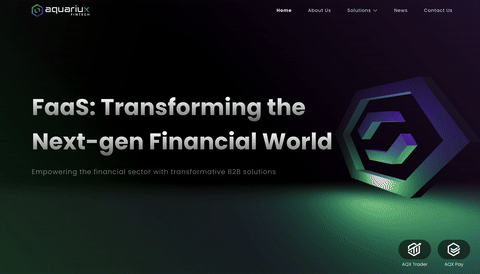 aquariux
FINTECH
Home About Us Solutions News Contact Us
FaaS: Transforming the
Next-gen Financial World
Empowering the financial sector with transformative B2B solutions
AQX Trader AQX Pay